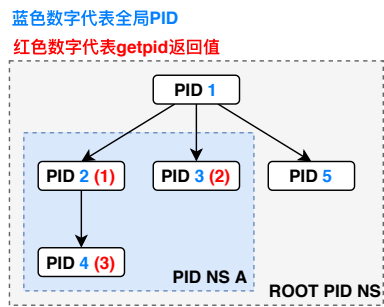 蓝色数字代表全局PID
红色数字代表getpid返回值
PID 1
PID 2 (1)
PID 3 (2)
PID 5
PID 4 (3)
PID NS A
ROOT PID NS